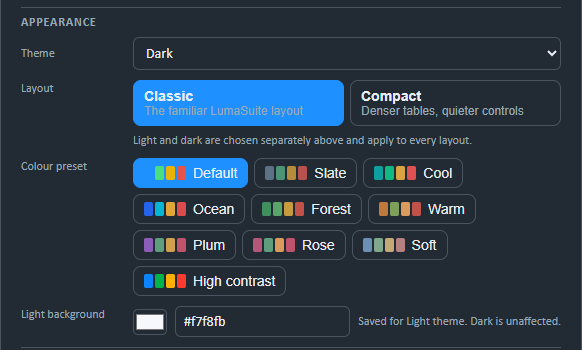 APPEARANCE
Theme
Dark
Layout
Classic
The familiar LumaSuite layout
Compact
Denser tables, quieter controls
Light and dark are chosen separately above and apply to every layout.
Colour preset
Default
Slate
Cool
Ocean
Forest
Warm
Plum
Rose
Soft
High contrast
Light background
#f7f8fb
Saved for Light theme. Dark is unaffected.